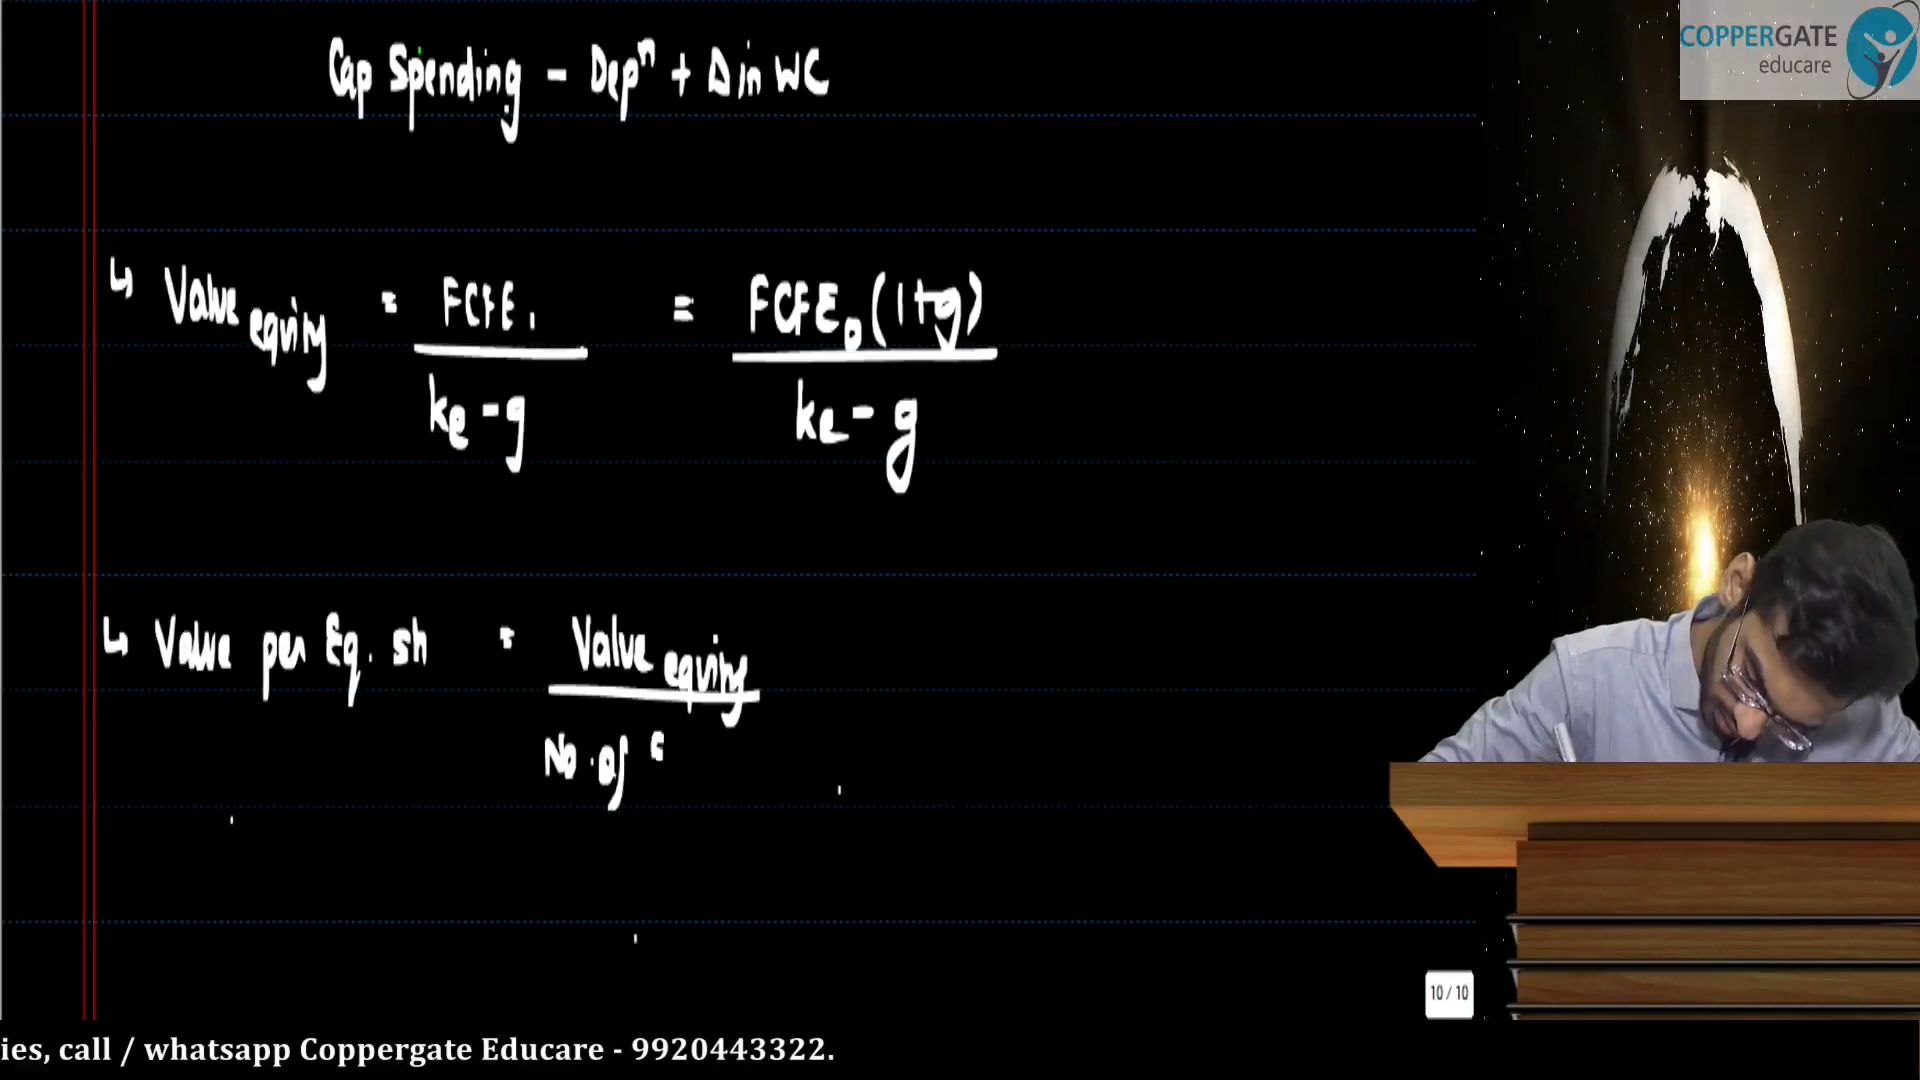 COPPERGATE
educare
Cap Spending - Depⁿ + Δ in WC
↳ Value equity = FCFE₁ / ke - g = FCFE₀ (1+g) / ke - g
↳ Value per Eq. sh = Value equity / No. of
10 / 10
ies, call / whatsapp Coppergate Educare - 9920443322.